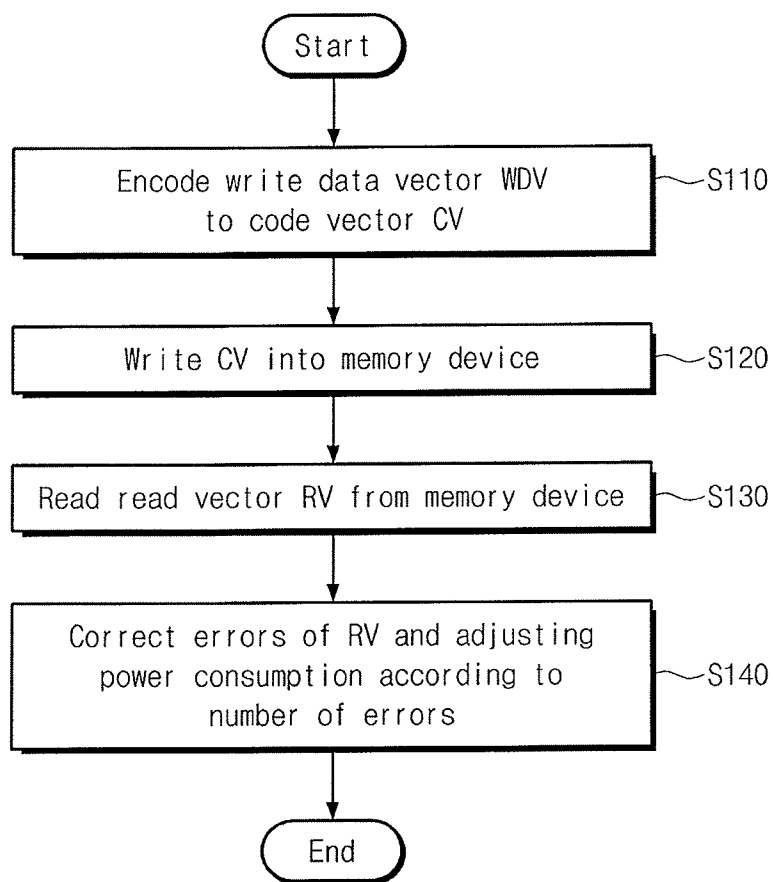 Start
Encode write data vector WDV
to code vector CV
S110
Write CV into memory device
S120
Read read vector RV from memory device
S130
Correct errors of RV and adjusting
power consumption according to
number of errors
S140
End